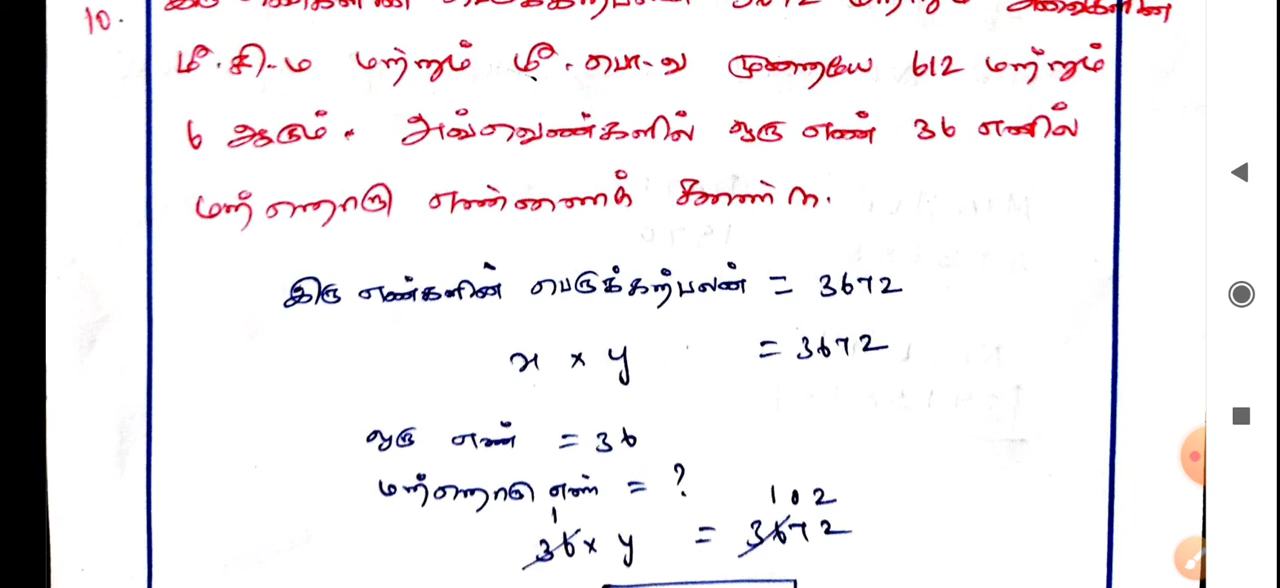 10.
மீ.சி.ம மற்றும் மீ.பொ.வ முறையே 612 மற்றும்
6 ஆகும். அவ்வெண்களில் ஒரு எண் 36 எனில்
மற்றொரு எண்ணைக் காண்க.
இரு எண்களின் பெருக்கற்பலன் = 3672
x × y = 3672
ஒரு எண் = 36
மற்றொரு எண் = ?
1 102
36 × y = 3672